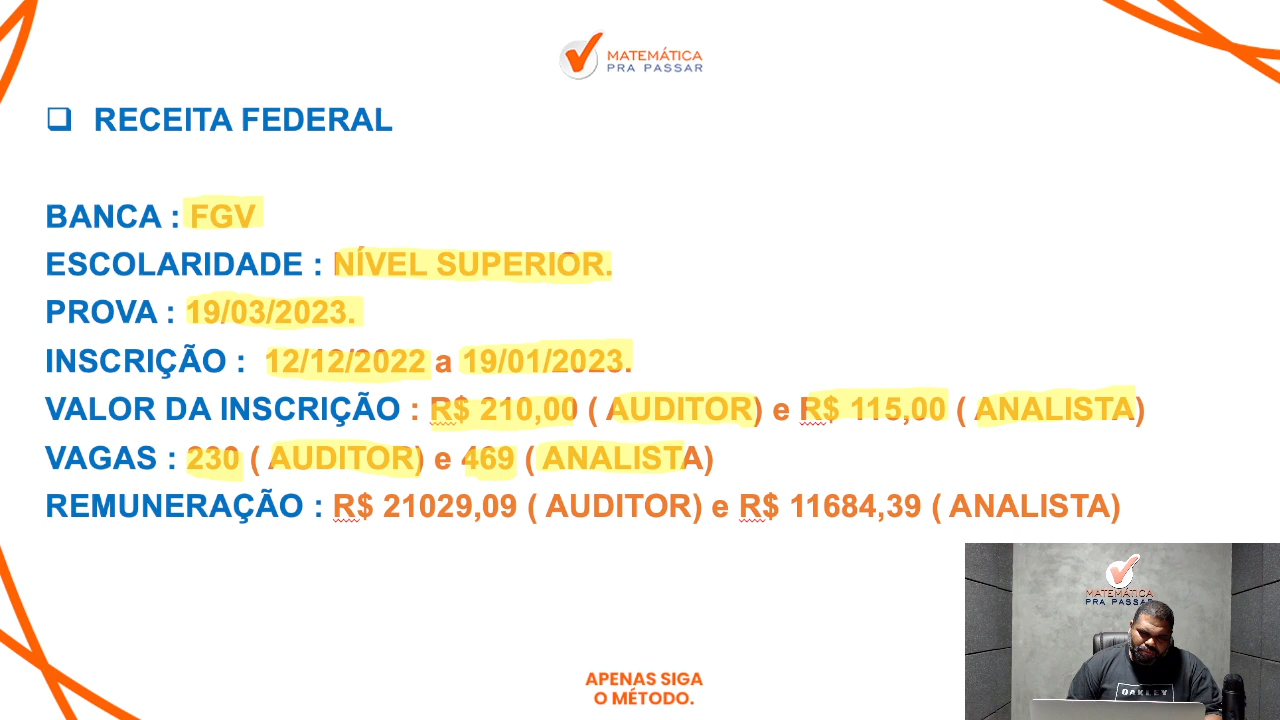 MATEMÁTICA
PRA PASSAR
RECEITA FEDERAL
BANCA : FGV
ESCOLARIDADE : NÍVEL SUPERIOR.
PROVA : 19/03/2023.
INSCRIÇÃO : 12/12/2022 a 19/01/2023.
VALOR DA INSCRIÇÃO : R$ 210,00 ( AUDITOR) e R$ 115,00 ( ANALISTA)
VAGAS : 230 ( AUDITOR) e 469 ( ANALISTA)
REMUNERAÇÃO : R$ 21029,09 ( AUDITOR) e R$ 11684,39 ( ANALISTA)
MATEMÁTICA
PRA PASSAR
OAKLEY
APENAS SIGA
O MÉTODO.